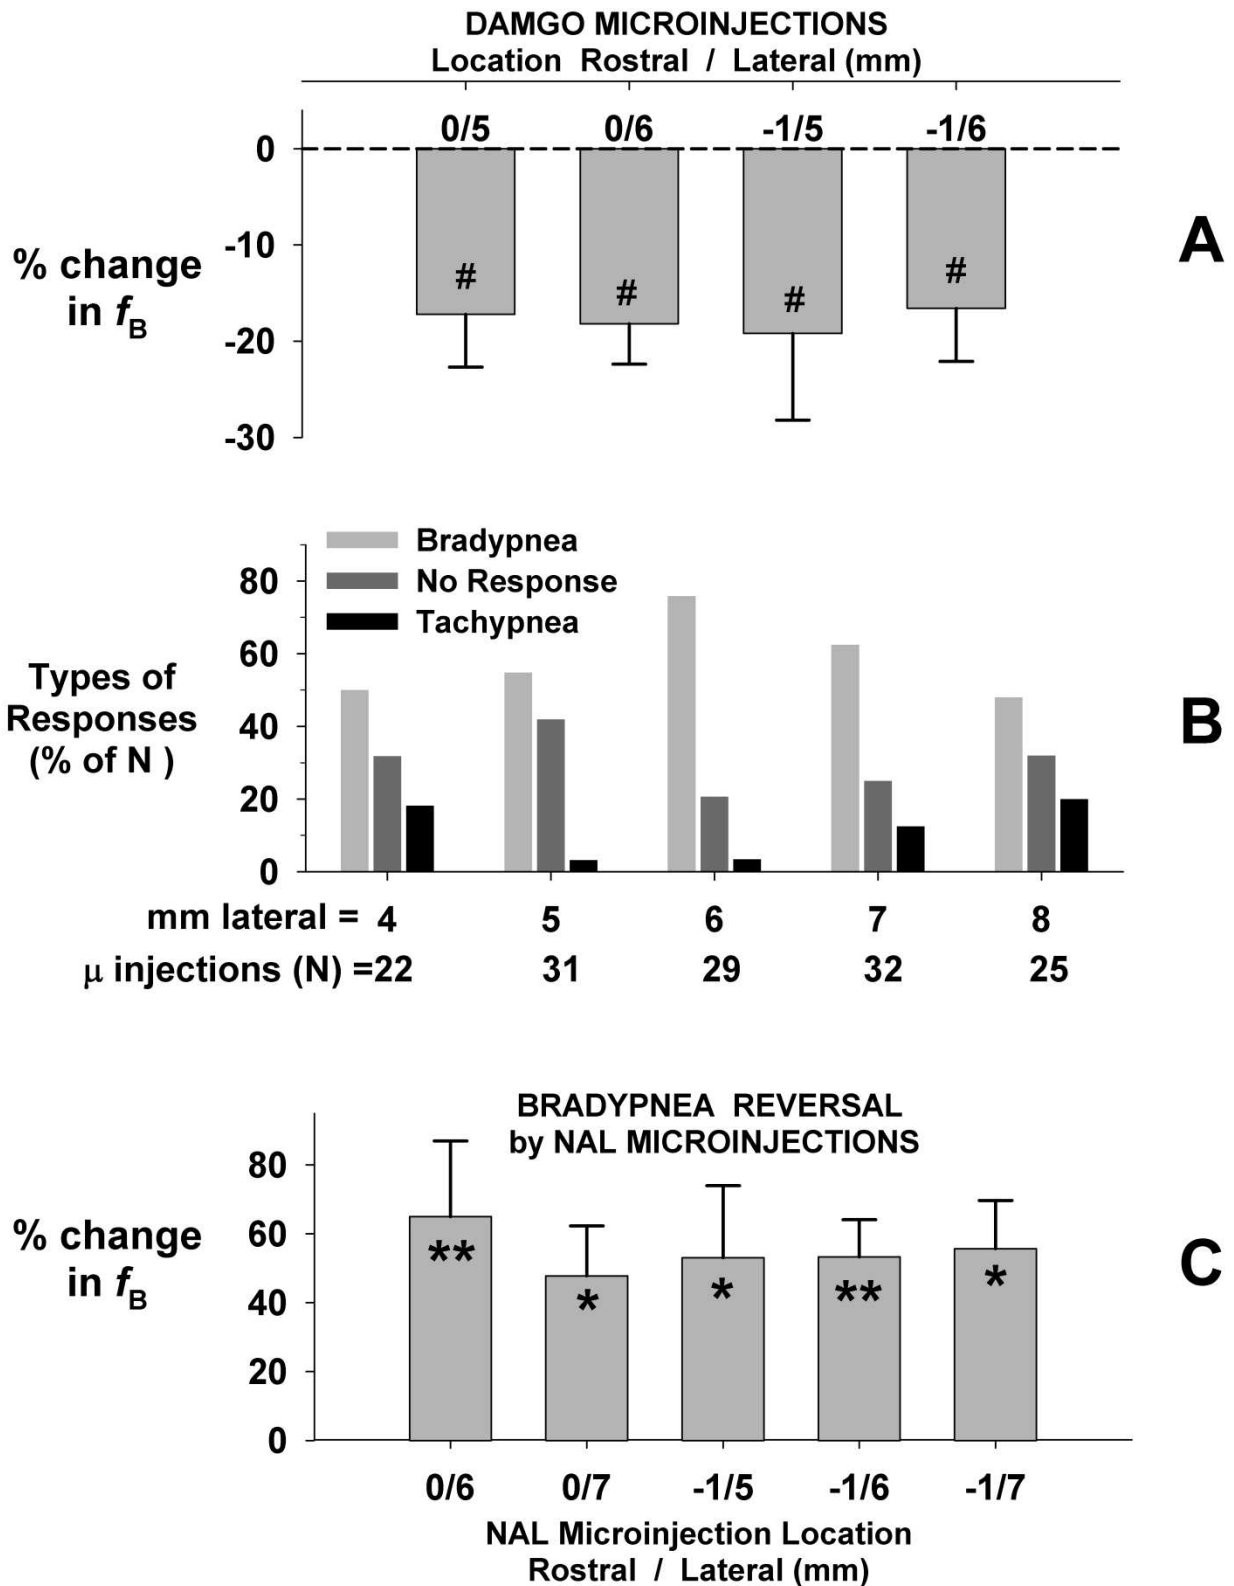 DAMGO MICROINJECTIONS
Location Rostral / Lateral (mm)
0/5 0/6 -1/5 -1/6
0
-10
-20
-30
% change
in fB
# # # #
A
Bradypnea
No Response
Tachypnea
80
60
40
20
0
Types of
Responses
(% of N )
B
mm lateral = 4 5 6 7 8
μ injections (N) =22 31 29 32 25
BRADYPNEA REVERSAL
by NAL MICROINJECTIONS
80
60
40
20
0
% change
in fB
** * * ** *
C
0/6 0/7 -1/5 -1/6 -1/7
NAL Microinjection Location
Rostral / Lateral (mm)